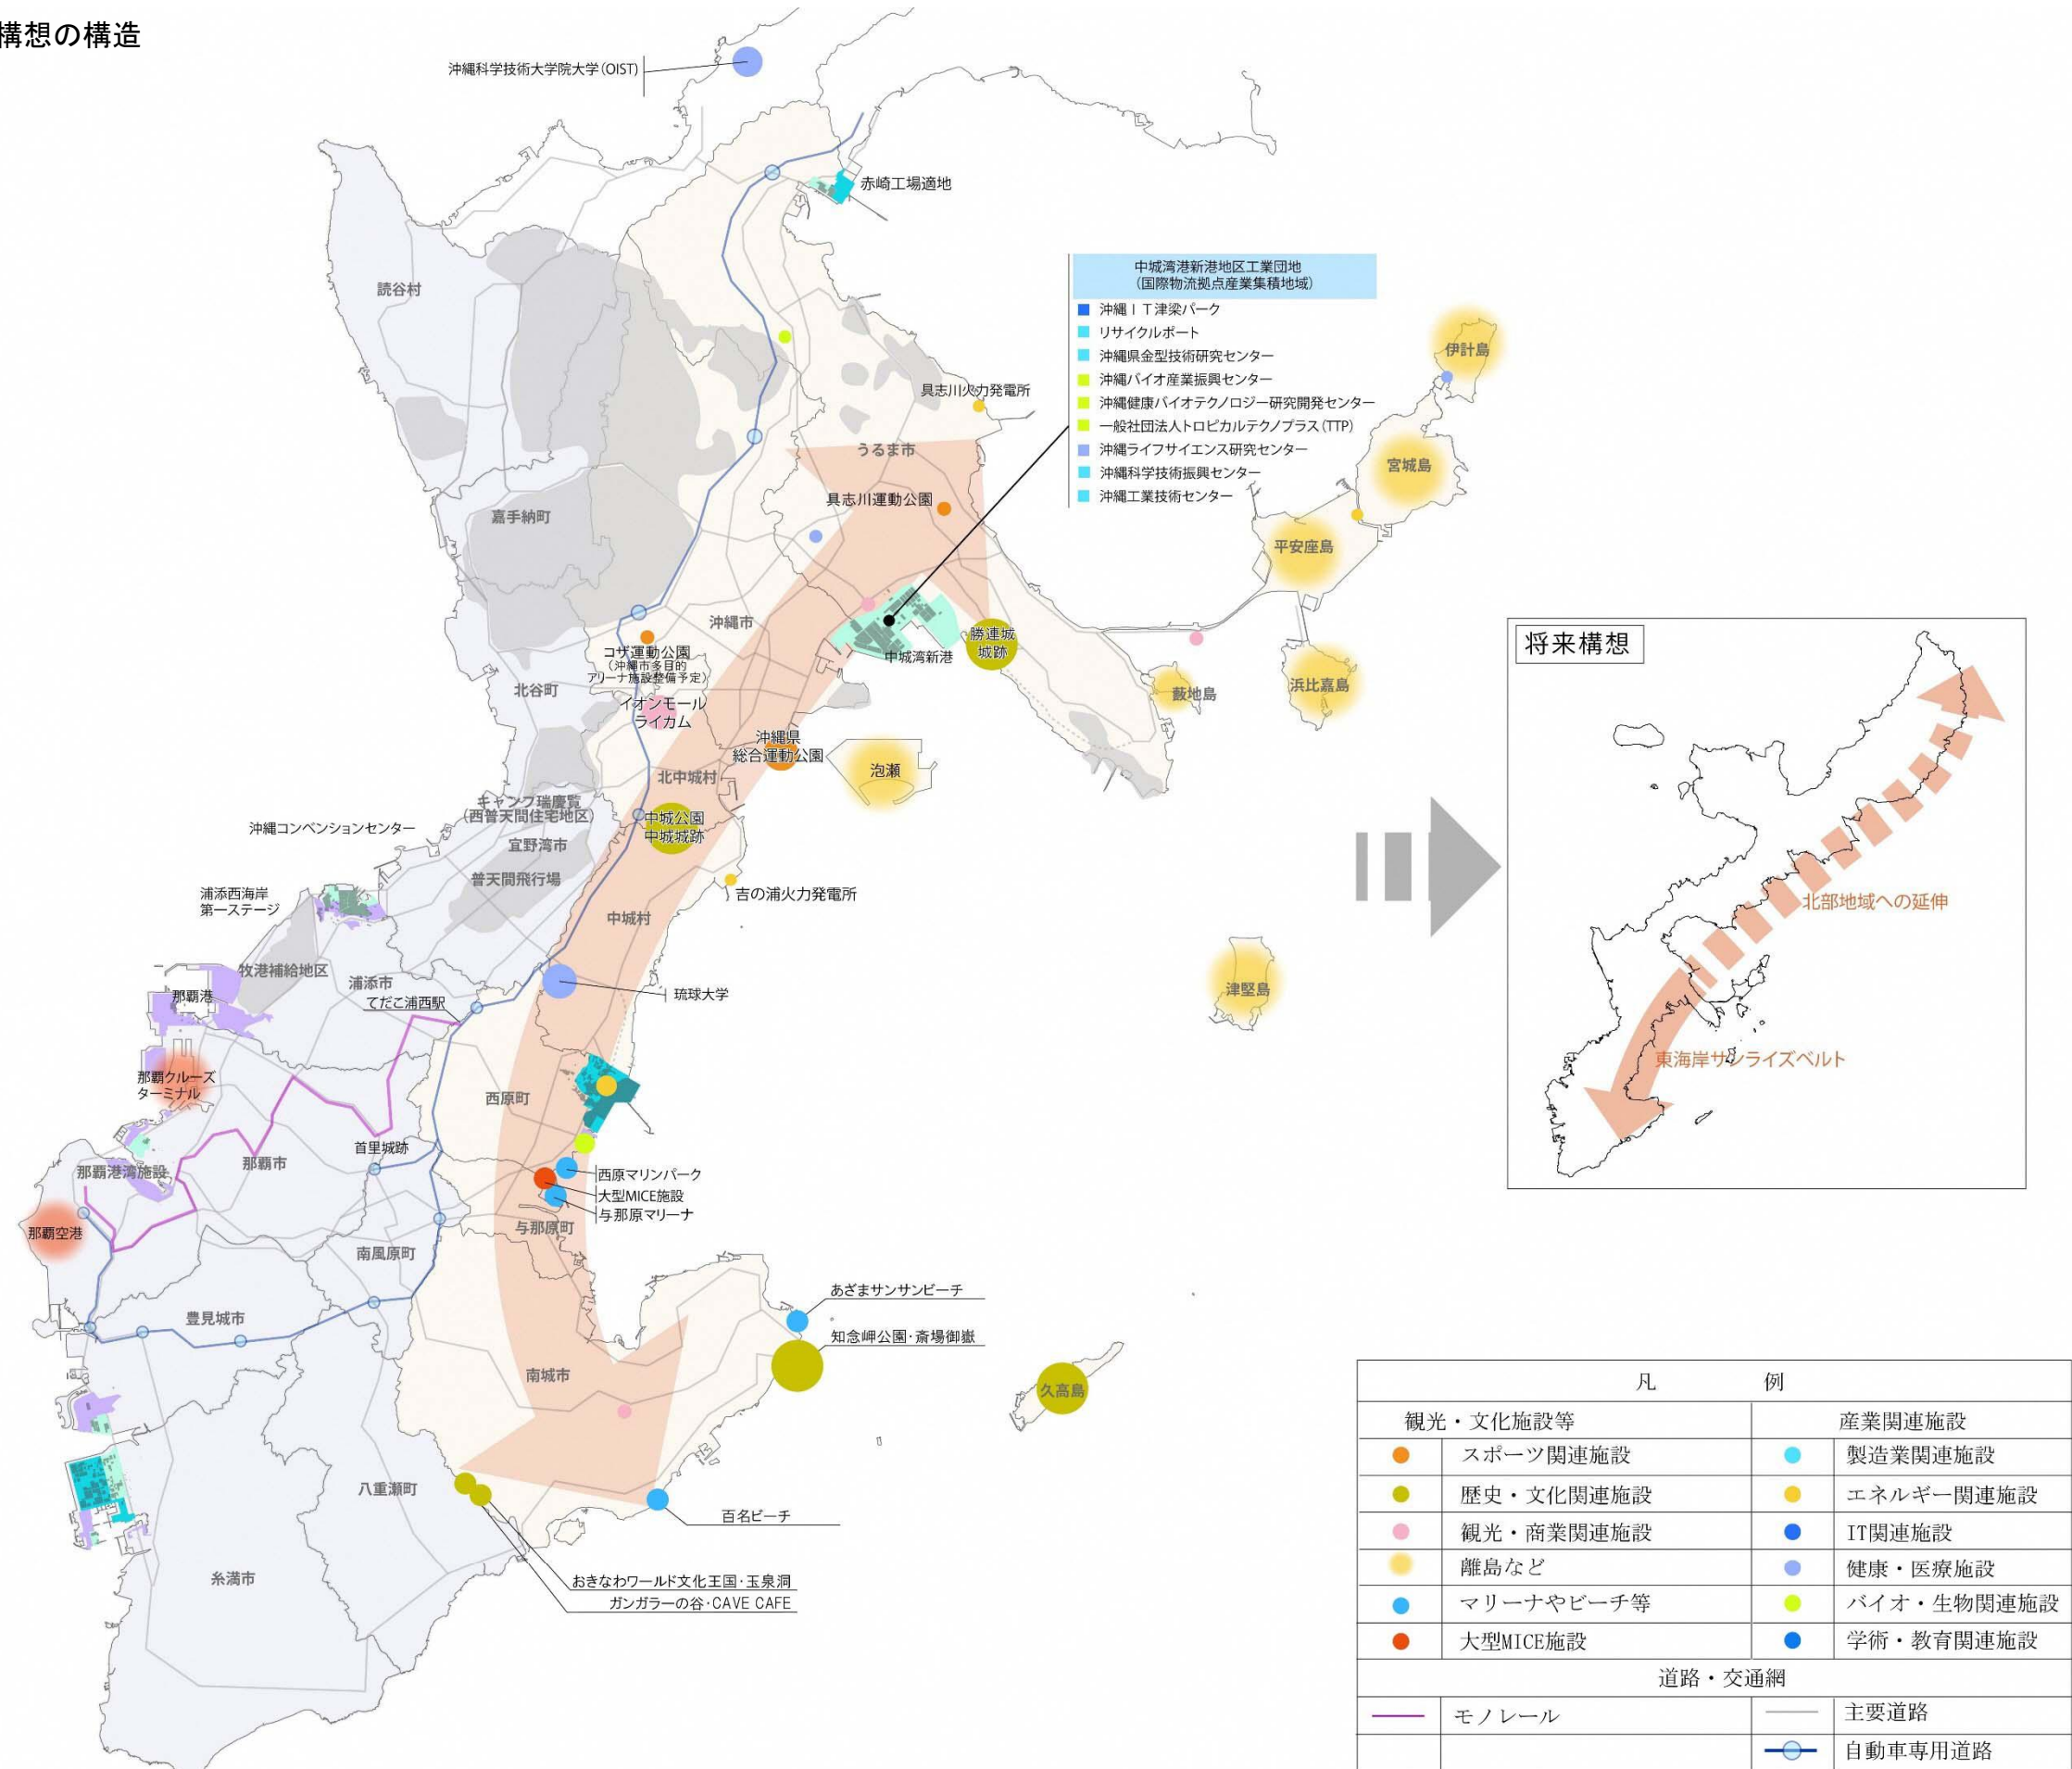 構想の構造
沖縄科学技術大学院大学(OIST)
赤崎工場適地
読谷村
中城湾港新港地区工業団地
(国際物流拠点産業集積地域)
沖縄ＩＴ津梁パーク
リサイクルポート
沖縄県金型技術研究センター
沖縄バイオ産業振興センター
沖縄健康バイオテクノロジー研究開発センター
一般社団法人トロピカルテクノプラス(TTP)
沖縄ライフサイエンス研究センター
沖縄科学技術振興センター
沖縄工業技術センター
伊計島
具志川火力発電所
うるま市
宮城島
具志川運動公園
嘉手納町
平安座島
沖縄市
勝連城
城跡
中城湾新港
コザ運動公園
(沖縄市多目的
アリーナ施設整備予定)
北谷町
イオンモール
ライカム
藪地島
浜比嘉島
沖縄県
総合運動公園
泡瀬
北中城村
キャンプ瑞慶覧
(西普天間住宅地区)
中城公園
中城城跡
沖縄コンベンションセンター
宜野湾市
普天間飛行場
浦添西海岸
第一ステージ
吉の浦火力発電所
中城村
牧港補給地区
浦添市
那覇港
てだこ浦西駅
琉球大学
津堅島
那覇クルーズ
ターミナル
西原町
首里城跡
那覇市
那覇港湾施設
西原マリンパーク
大型MICE施設
与那原マリーナ
与那原町
那覇空港
南風原町
あざまサンサンビーチ
豊見城市
知念岬公園・斎場御嶽
南城市
久高島
八重瀬町
百名ビーチ
糸満市
おきなわワールド文化王国・玉泉洞
ガンガラーの谷・CAVE CAFE
将来構想
北部地域への延伸
東海岸サンライズベルト
凡 例
観光・文化施設等 産業関連施設
スポーツ関連施設 製造業関連施設
歴史・文化関連施設 エネルギー関連施設
観光・商業関連施設 IT関連施設
離島など 健康・医療施設
マリーナやビーチ等 バイオ・生物関連施設
大型MICE施設 学術・教育関連施設
道路・交通網
モノレール 主要道路
自動車専用道路